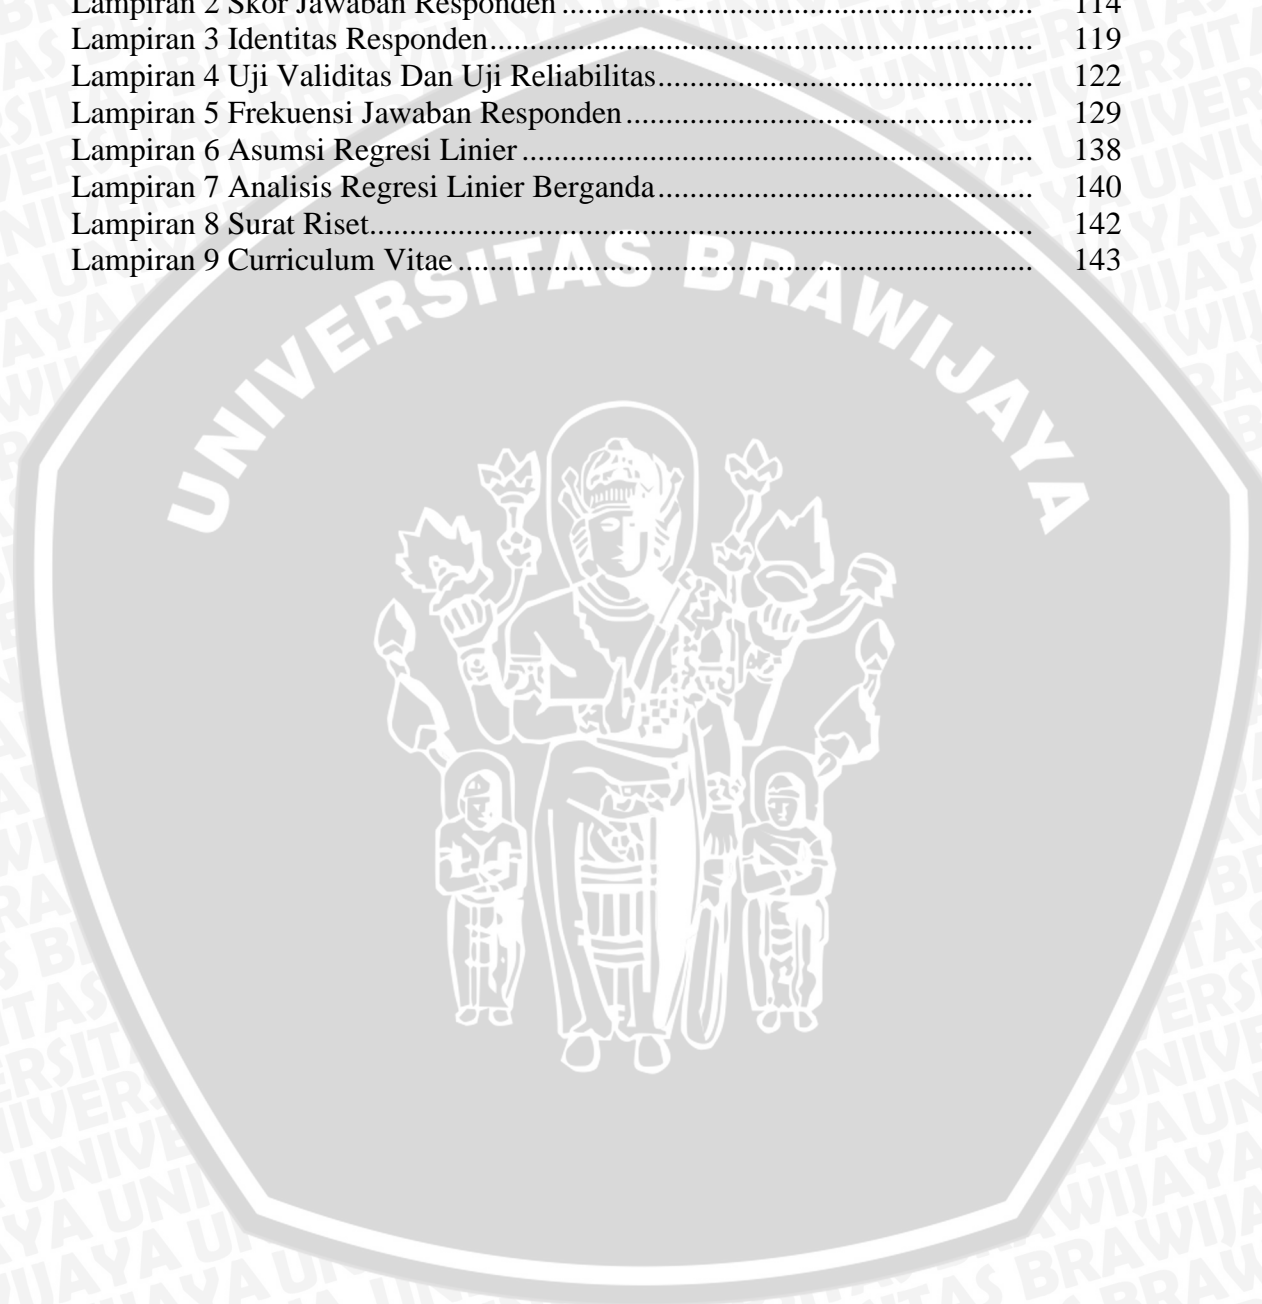 Lampiran 2 Skor Jawaban Responden ........................................................... 114
Lampiran 3 Identitas Responden.................................................................... 119
Lampiran 4 Uji Validitas Dan Uji Reliabilitas............................................... 122
Lampiran 5 Frekuensi Jawaban Responden ................................................... 129
Lampiran 6 Asumsi Regresi Linier ................................................................ 138
Lampiran 7 Analisis Regresi Linier Berganda............................................... 140
Lampiran 8 Surat Riset................................................................................... 142
Lampiran 9 Curriculum Vitae ........................................................................ 143
UNIVERSITAS BRAWIJAYA